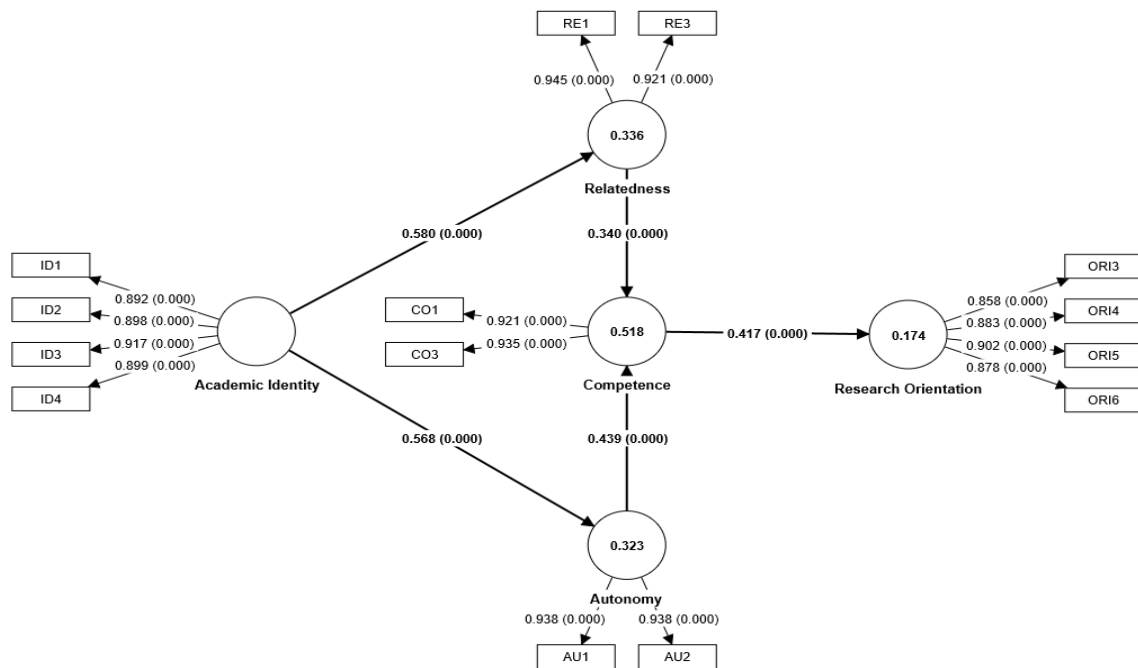 RE1
RE3
0.945 (0.000)
0.921 (0.000)
0.336
Relatedness
0.580 (0.000)
0.340 (0.000)
ID1
ID2
ID3
ID4
0.892 (0.000)
0.898 (0.000)
0.917 (0.000)
0.899 (0.000)
Academic Identity
CO1
CO3
0.921 (0.000)
0.935 (0.000)
0.518
Competence
0.417 (0.000)
0.174
Research Orientation
0.858 (0.000)
0.883 (0.000)
0.902 (0.000)
0.878 (0.000)
ORI3
ORI4
ORI5
ORI6
0.568 (0.000)
0.439 (0.000)
0.323
Autonomy
0.938 (0.000)
0.938 (0.000)
AU1
AU2